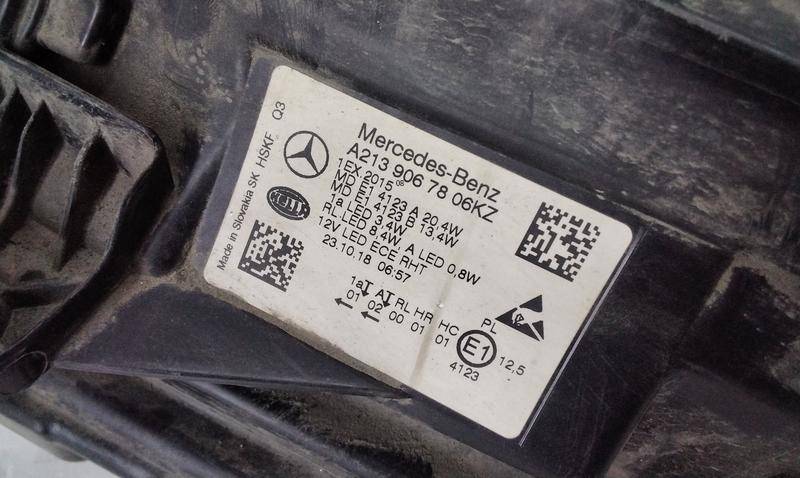 Made in Slovakia SK HSKF Q3
HELLA
Mercedes-Benz
A213 906 78 06KZ
1EX 2015
MD E1 4123 A 20,4W
MD E1 4123 B 13,4W
1a LED 3,4W
RL LED 8,4W, A LED 0,8W
12V LED ECE RHT
23.10.18 06:57
1a A RL HR HC PL
01 02 00 01 01 E1 12,5
4123